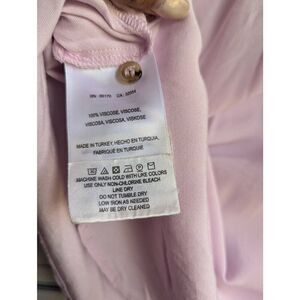 100% VISCOSE, VISCOSE,
VISCOSA, VISCOSA, VISKOSE
MADE IN TURKEY, HECHO EN TURQUIA,
FABRIQUÉ EN TURQUIE
MACHINE WASH COLD WITH LIKE COLORS
USE ONLY NON-CHLORINE BLEACH
LINE DRY
DO NOT TUMBLE DRY
LOW IRON AS NEEDED
MAY BE DRY CLEANED